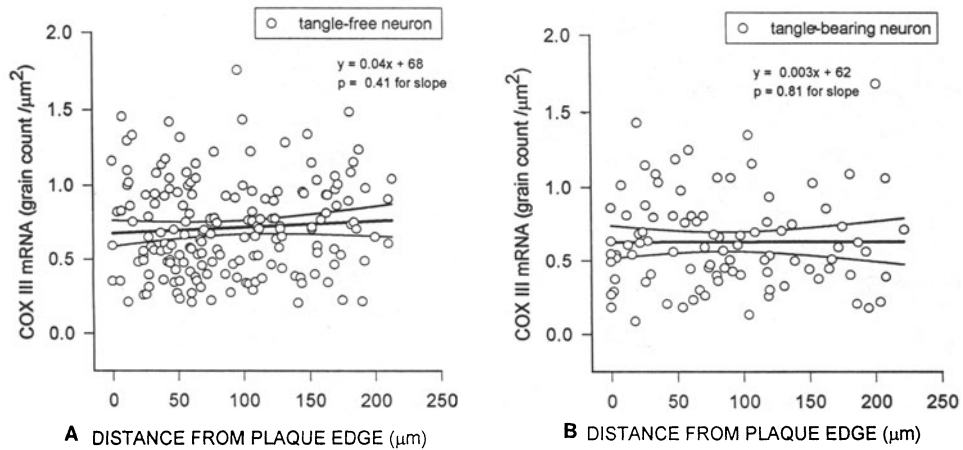 tangle-free neuron
y = 0.04x + 68
p = 0.41 for slope
COX III mRNA (grain count /μm²)
2.0
1.5
1.0
0.5
0.0
0 50 100 150 200 250
A DISTANCE FROM PLAQUE EDGE (μm)
tangle-bearing neuron
y = 0.003x + 62
p = 0.81 for slope
COX III mRNA (grain count /μm²)
2.0
1.5
1.0
0.5
0.0
0 50 100 150 200 250
B DISTANCE FROM PLAQUE EDGE (μm)